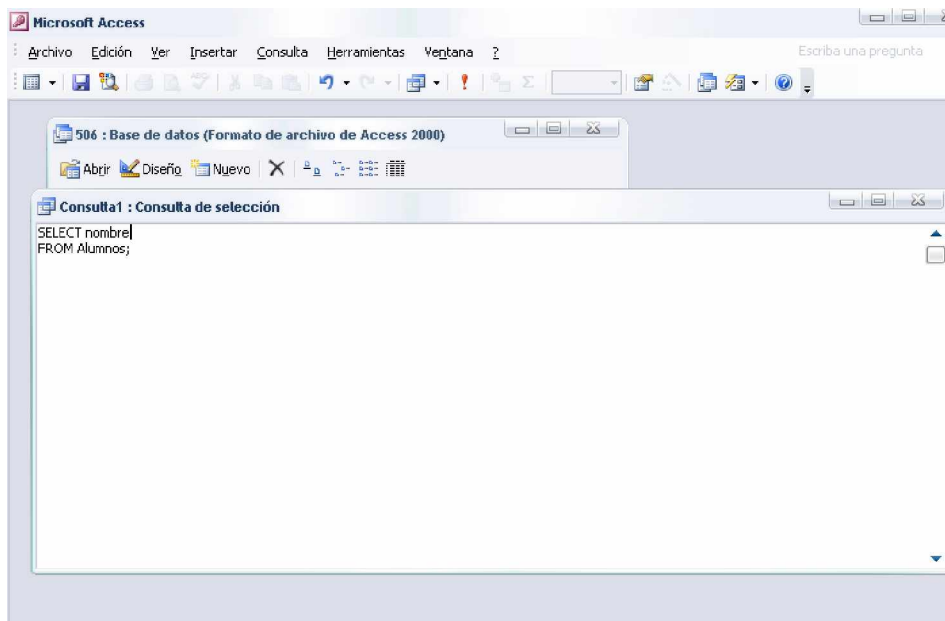 Microsoft Access
Archivo Edición Ver Insertar Consulta Herramientas Ventana ? Escriba una pregunta
506 : Base de datos (Formato de archivo de Access 2000)
Abrir Diseño Nuevo
Consulta1 : Consulta de selección
SELECT nombre
FROM Alumnos;